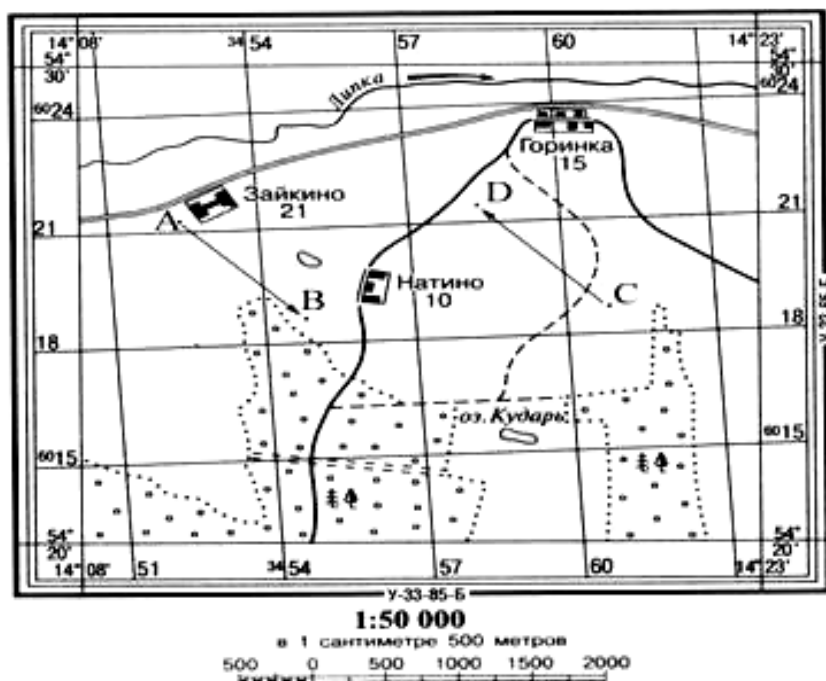 14° 08' 34 54 57 60 14° 23'
54° 30' 54° 30'
Липка
60 24 60 24
Горинка
15
Зайкино
21
D
A
21 21
B
Натино
10
C
18 18
оз. Кударь
60 15 60 15
54° 20' 54° 20'
14° 08' 51 34 54 57 60 14° 23'
У-33-85-Б
1:50 000
в 1 сантиметре 500 метров
500 0 500 1000 1500 2000